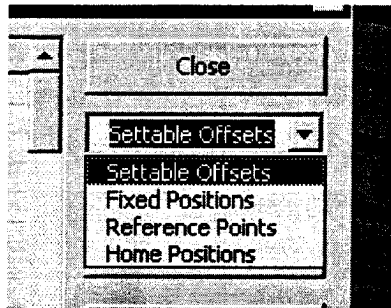 Close
Settable Offsets
Settable Offsets
Fixed Positions
Reference Points
Home Positions